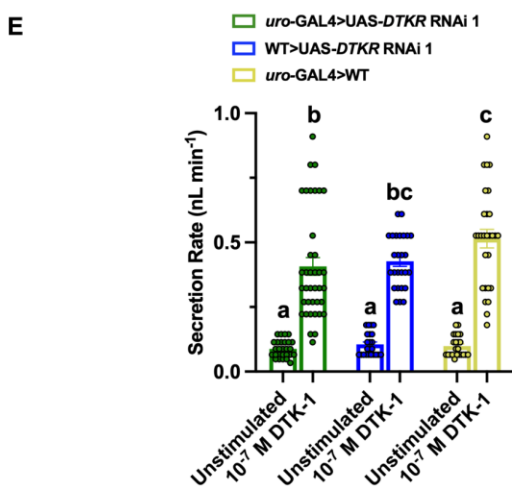 E
uro-GAL4>UAS-DTKR RNAi 1
WT>UAS-DTKR RNAi 1
uro-GAL4>WT
Secretion Rate (nL min⁻¹)
1.0
0.5
0.0
a
b
a
bc
a
c
Unstimulated
10⁻⁷ M DTK-1
Unstimulated
10⁻⁷ M DTK-1
Unstimulated
10⁻⁷ M DTK-1